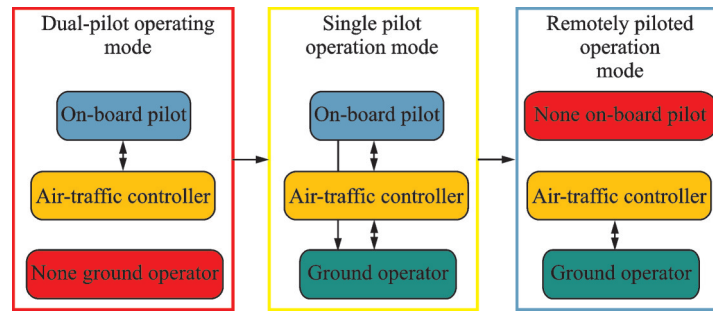 Dual-pilot operating
mode
On-board pilot
Air-traffic controller
None ground operator
Single pilot
operation mode
On-board pilot
Air-traffic controller
Ground operator
Remotely piloted
operation
mode
None on-board pilot
Air-traffic controller
Ground operator